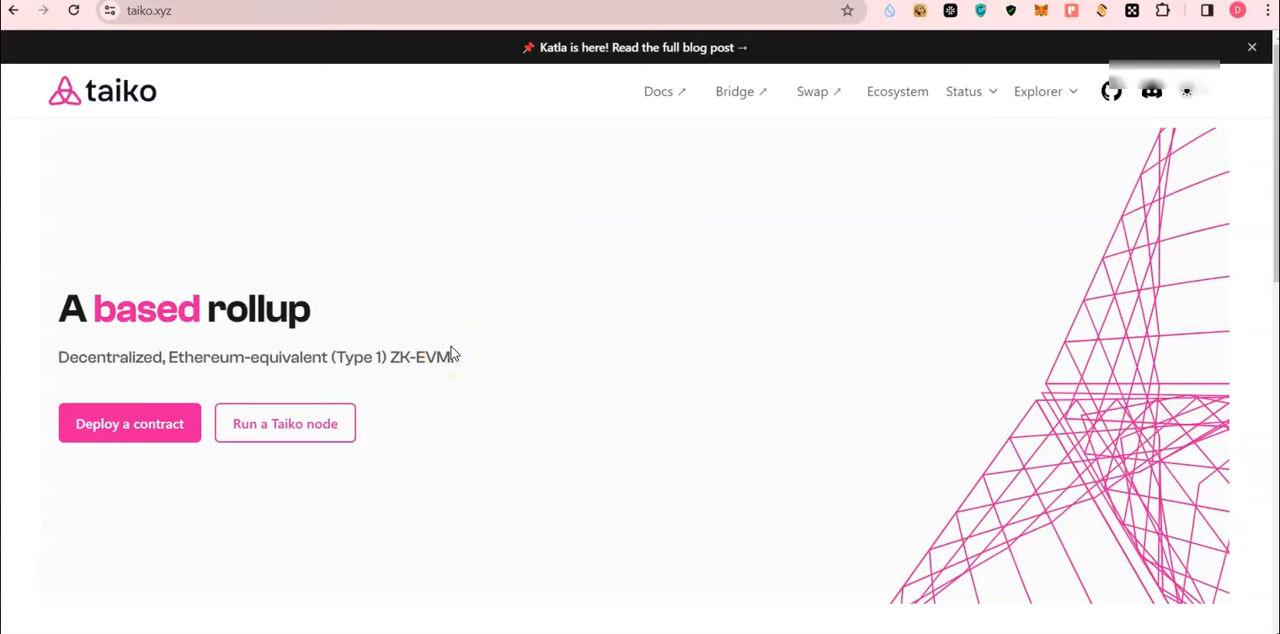 taiko.xyz
D
📌 Katla is here! Read the full blog post →
taiko
Docs ↗ Bridge ↗ Swap ↗ Ecosystem Status Explorer
A based rollup
Decentralized, Ethereum-equivalent (Type 1) ZK-EVM
Deploy a contract Run a Taiko node